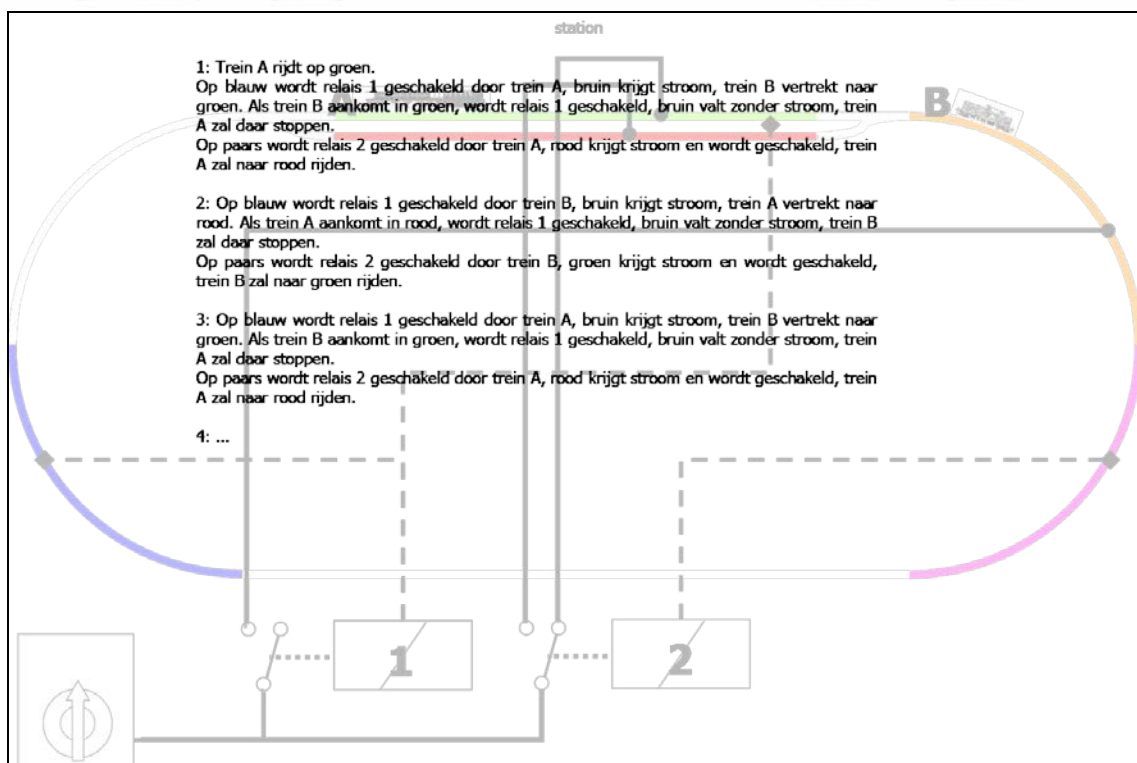 station
1: Trein A rijdt op groen.
Op blauw wordt relais 1 geschakeld door trein A, bruin krijgt stroom, trein B vertrekt naar
groen. Als trein B aankomt in groen, wordt relais 1 geschakeld, bruin valt zonder stroom, trein
A zal daar stoppen.
Op paars wordt relais 2 geschakeld door trein A, rood krijgt stroom en wordt geschakeld, trein
A zal naar rood rijden.
2: Op blauw wordt relais 1 geschakeld door trein B, bruin krijgt stroom, trein A vertrekt naar
rood. Als trein A aankomt in rood, wordt relais 1 geschakeld, bruin valt zonder stroom, trein B
zal daar stoppen.
Op paars wordt relais 2 geschakeld door trein B, groen krijgt stroom en wordt geschakeld,
trein B zal naar groen rijden.
3: Op blauw wordt relais 1 geschakeld door trein A, bruin krijgt stroom, trein B vertrekt naar
groen. Als trein B aankomt in groen, wordt relais 1 geschakeld, bruin valt zonder stroom, trein
A zal daar stoppen.
Op paars wordt relais 2 geschakeld door trein A, rood krijgt stroom en wordt geschakeld, trein
A zal naar rood rijden.
4: ...
A
B
1
2